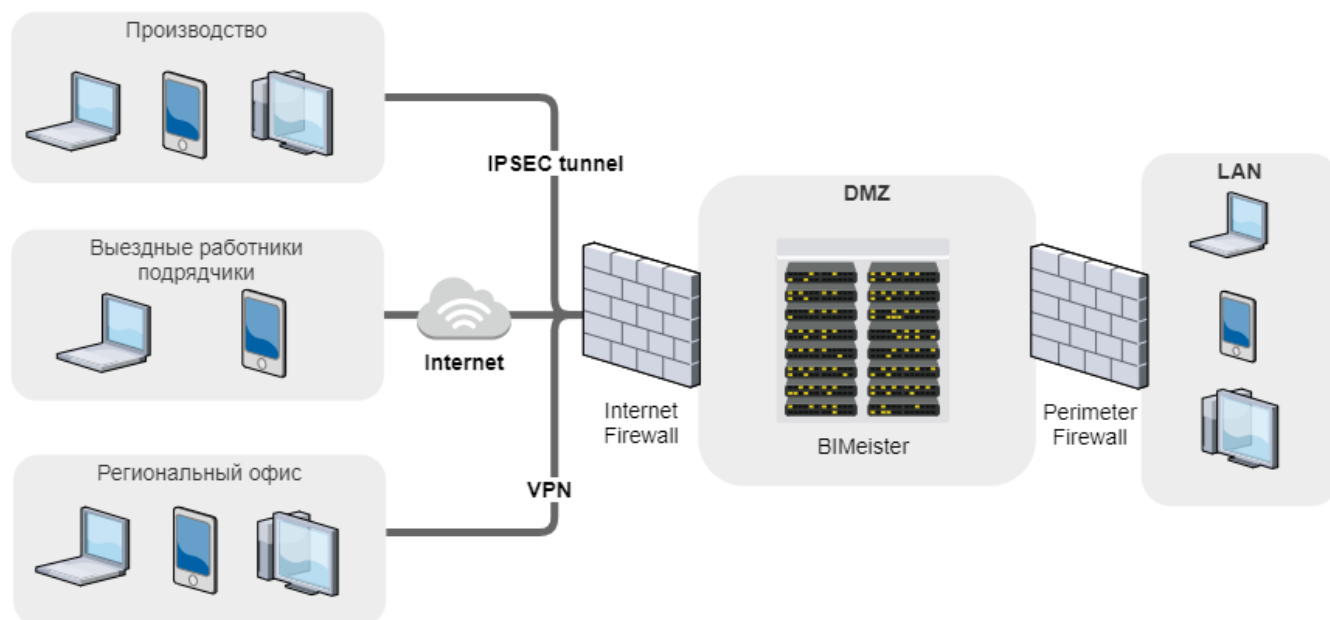 Производство
IPSEC tunnel
Выездные работники
подрядчики
Internet
Региональный офис
VPN
Internet
Firewall
DMZ
BIMeister
Perimeter
Firewall
LAN